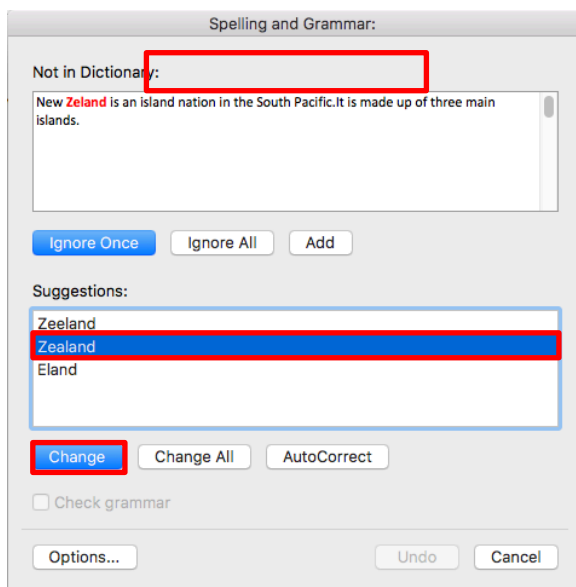 Spelling and Grammar:
Not in Dictionary:
New Zeland is an island nation in the South Pacific.It is made up of three main
islands.
Ignore Once Ignore All Add
Suggestions:
Zeeland
Zealand
Eland
Change Change All AutoCorrect
Check grammar
Options... Undo Cancel